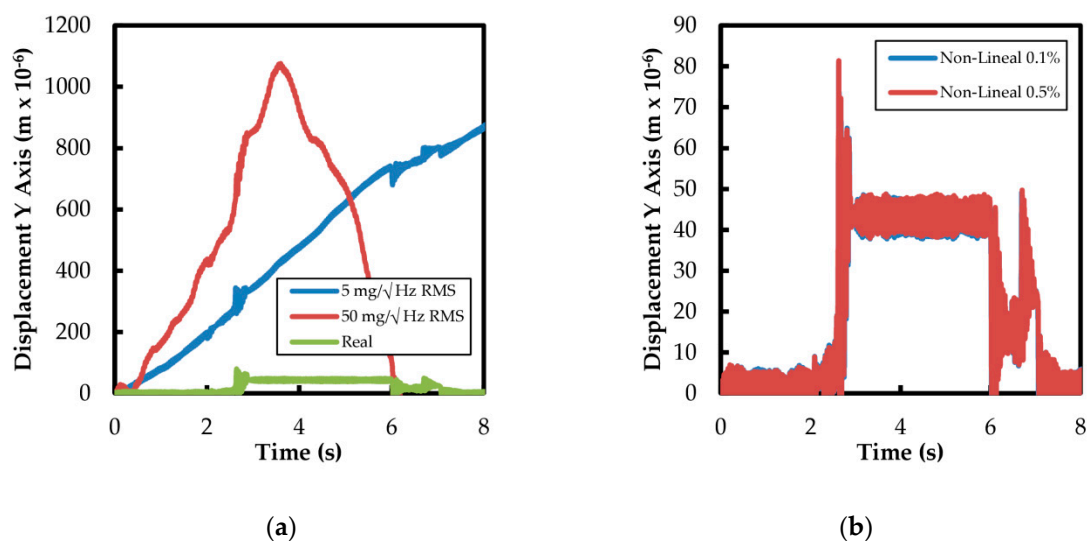 Displacement Y Axis (m x 10-6)
1200
1000
800
600
400
200
0
0 2 4 6 8
Time (s)
5 mg/√Hz RMS
50 mg/√Hz RMS
Real
(a)
Displacement Y Axis (m x 10-6)
90
80
70
60
50
40
30
20
10
0
0 2 4 6 8
Time (s)
Non-Lineal 0.1%
Non-Lineal 0.5%
(b)